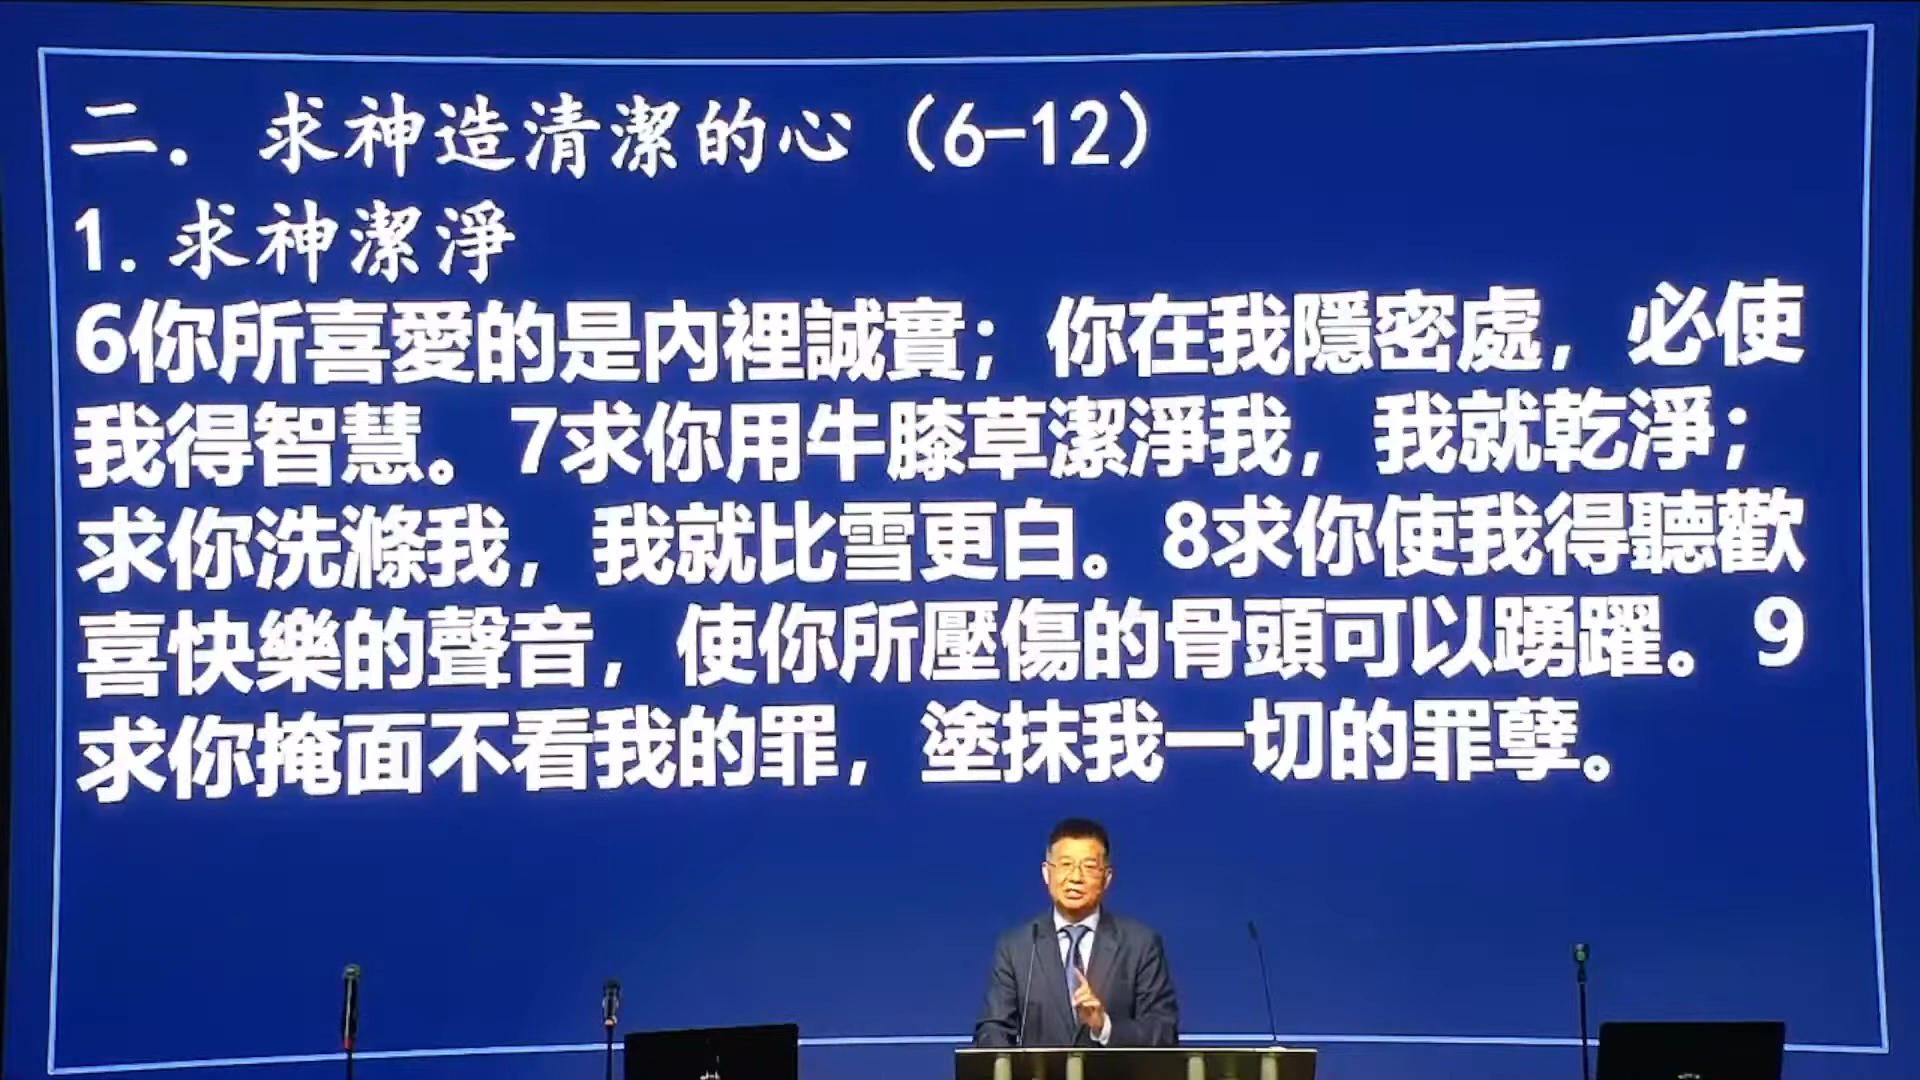 二. 求神造清潔的心（6-12）
1.求神潔淨
6你所喜愛的是內裡誠實；你在我隱密處，必使
我得智慧。7求你用牛膝草潔淨我，我就乾淨；
求你洗滌我，我就比雪更白。8求你使我得聽歡
喜快樂的聲音，使你所壓傷的骨頭可以踴躍。9
求你掩面不看我的罪，塗抹我一切的罪孽。